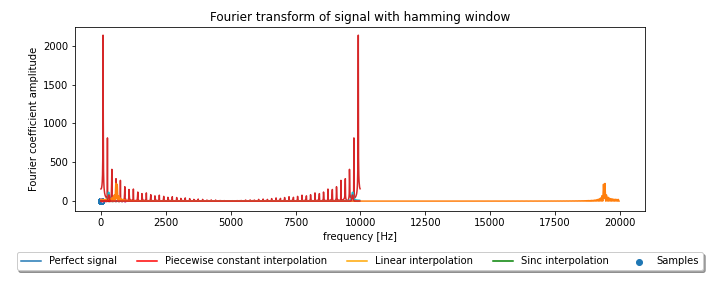 Fourier transform of signal with hamming window
Fourier coefficient amplitude
2000
1500
1000
500
0
0 2500 5000 7500 10000 12500 15000 17500 20000
frequency [Hz]
Perfect signal Piecewise constant interpolation Linear interpolation Sinc interpolation Samples